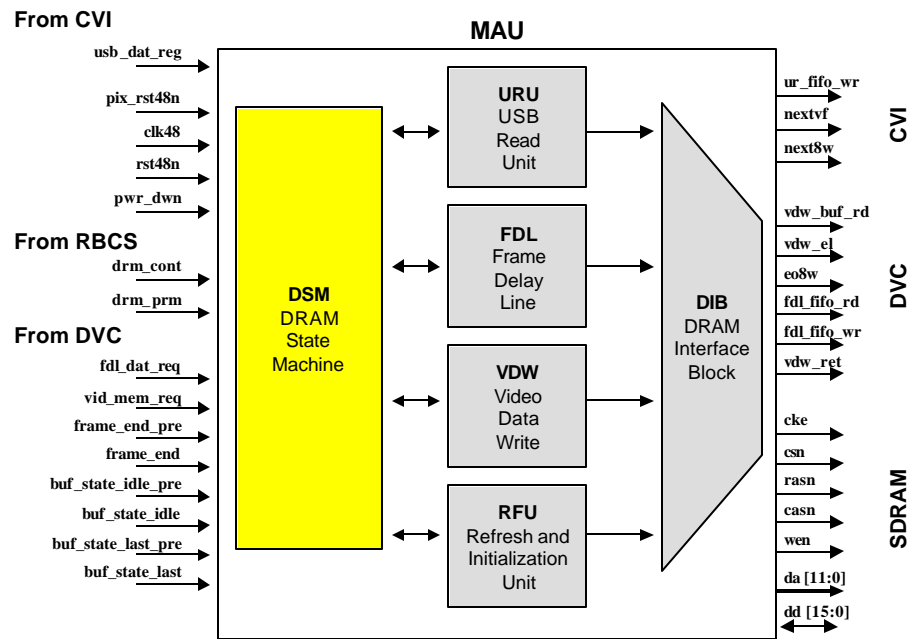 From CVI
MAU
usb_dat_reg
pix_rst48n
clk48
rst48n
pwr_dwn
From RBCS
drm_cont
drm_prm
From DVC
fdl_dat_req
vid_mem_req
frame_end_pre
frame_end
buf_state_idle_pre
buf_state_idle
buf_state_last_pre
buf_state_last
DSM
DRAM
State
Machine
URU
USB
Read
Unit
FDL
Frame
Delay
Line
VDW
Video
Data
Write
RFU
Refresh and
Initialization
Unit
DIB
DRAM
Interface
Block
ur_fifo_wr
nextvf
next8w
CVI
vdw_buf_rd
vdw_el
eo8w
fdl_fifo_rd
fdl_fifo_wr
vdw_ret
DVC
cke
csn
rasn
casn
wen
da [11:0]
dd [15:0]
SDRAM